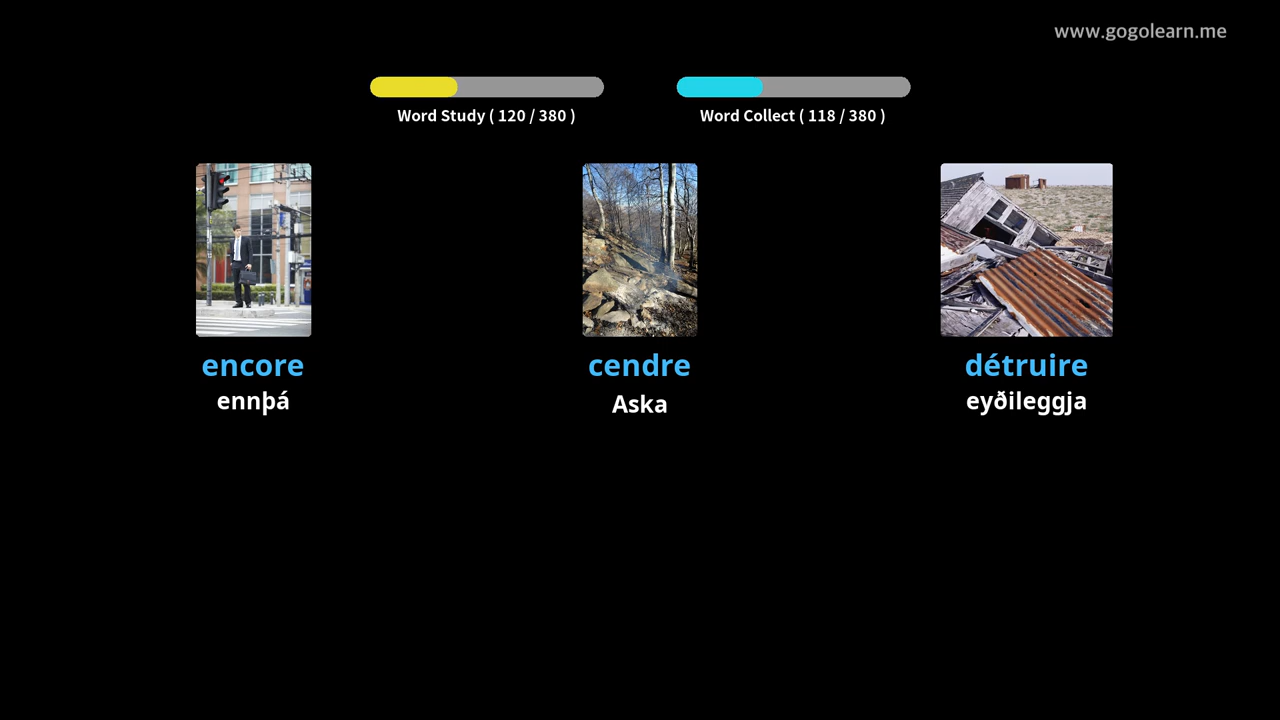 www.gogolearn.me
Word Study ( 120 / 380 )
Word Collect ( 118 / 380 )
encore
ennþá
cendre
Aska
détruire
eyðileggja